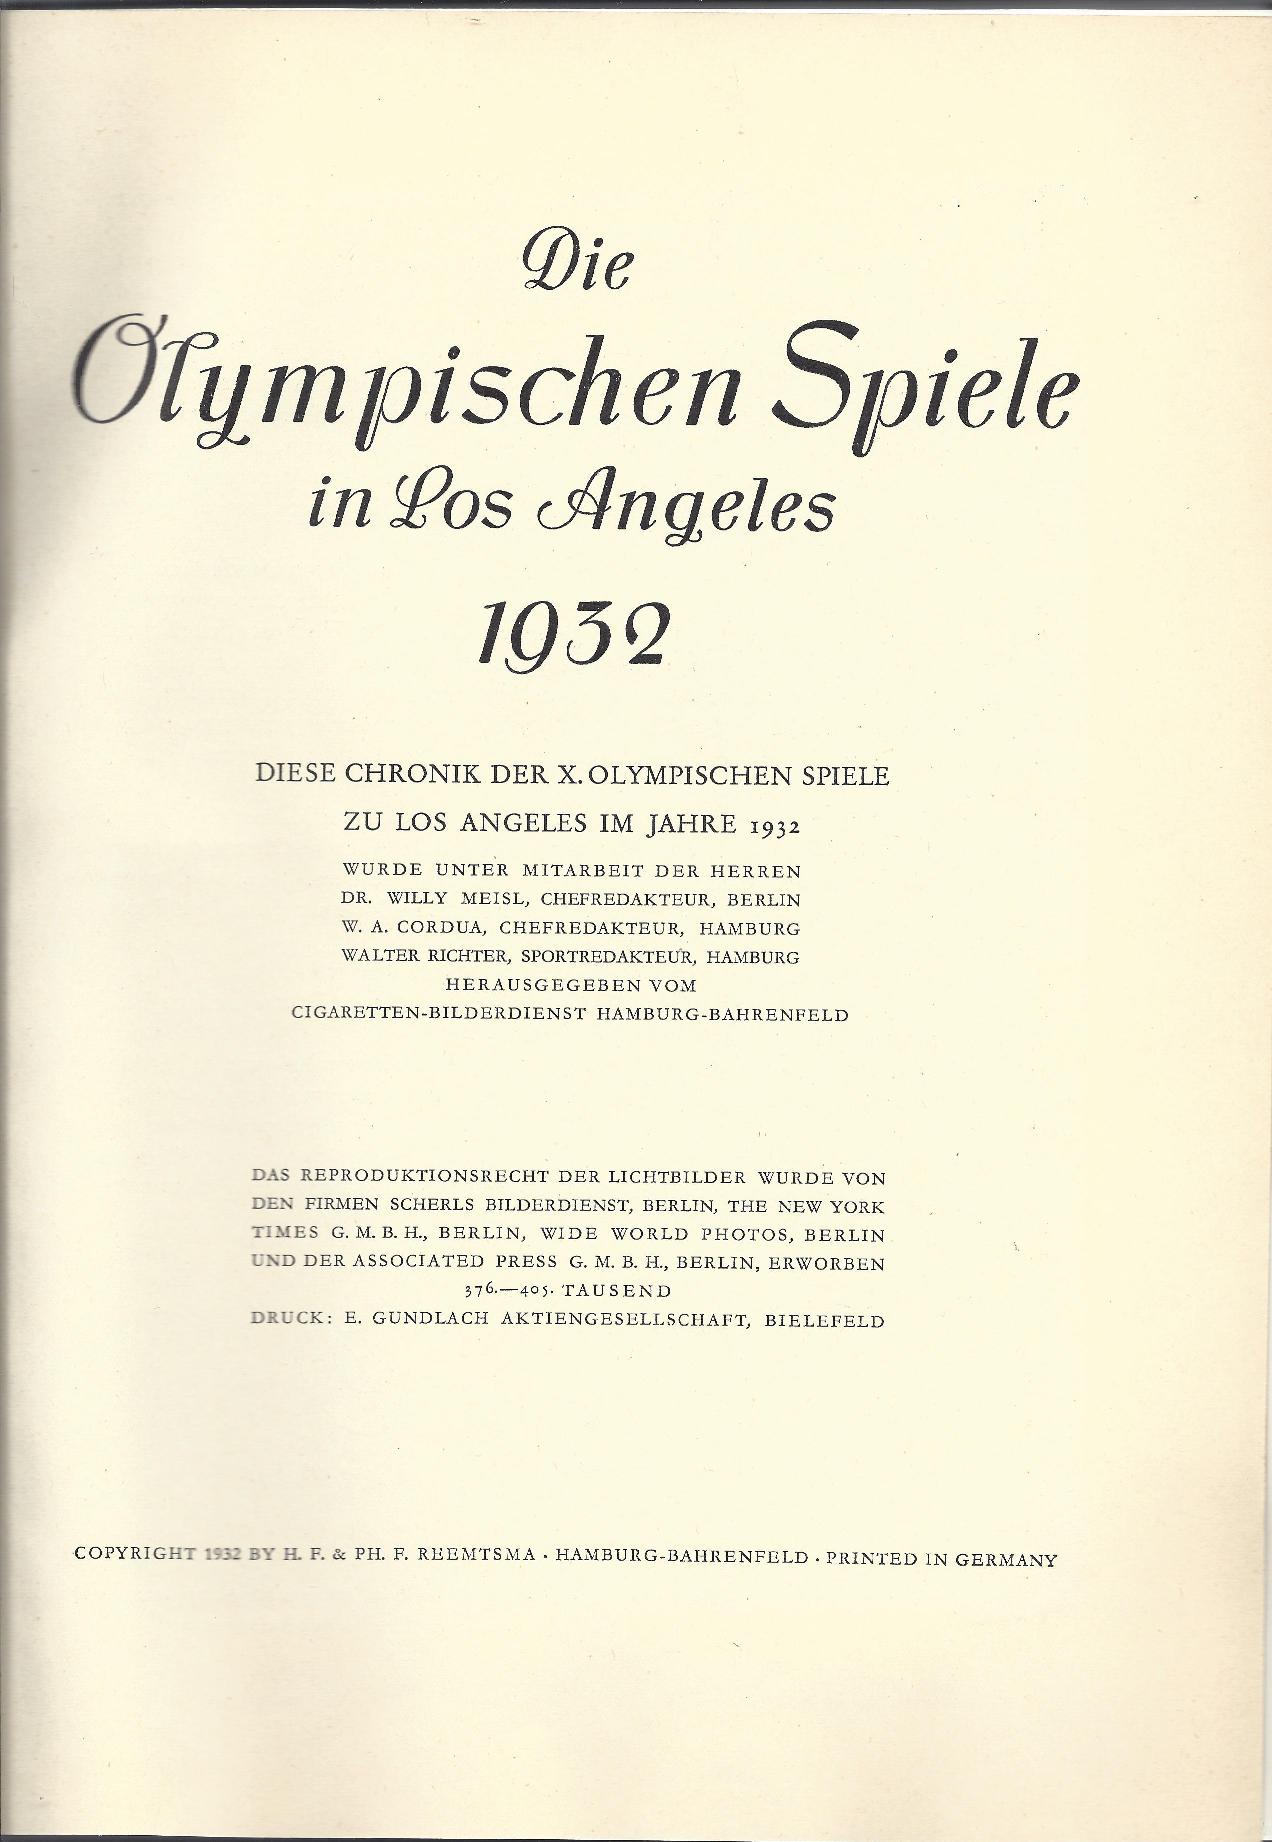 Die
Olympischen Spiele
in Los Angeles
1932
DIESE CHRONIK DER X. OLYMPISCHEN SPIELE
ZU LOS ANGELES IM JAHRE 1932
WURDE UNTER MITARBEIT DER HERREN
DR. WILLY MEISL, CHEFREDAKTEUR, BERLIN
W. A. CORDUA, CHEFREDAKTEUR, HAMBURG
WALTER RICHTER, SPORTREDAKTEUR, HAMBURG
HERAUSGEGEBEN VOM
CIGARETTEN-BILDERDIENST HAMBURG-BAHRENFELD
DAS REPRODUKTIONSRECHT DER LICHTBILDER WURDE VON
DEN FIRMEN SCHERLS BILDERDIENST, BERLIN, THE NEW YORK
TIMES G. M. B. H., BERLIN, WIDE WORLD PHOTOS, BERLIN
UND DER ASSOCIATED PRESS G. M. B. H., BERLIN, ERWORBEN
376.—405. TAUSEND
DRUCK: E. GUNDLACH AKTIENGESELLSCHAFT, BIELEFELD
COPYRIGHT 1932 BY H. F. & PH. F. REEMTSMA · HAMBURG-BAHRENFELD · PRINTED IN GERMANY